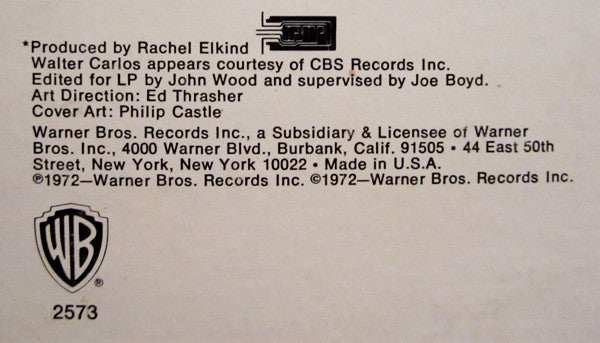 *Produced by Rachel Elkind
Walter Carlos appears courtesy of CBS Records Inc.
Edited for LP by John Wood and supervised by Joe Boyd.
Art Direction: Ed Thrasher
Cover Art: Philip Castle
Warner Bros. Records Inc., a Subsidiary & Licensee of Warner
Bros. Inc., 4000 Warner Blvd., Burbank, Calif. 91505 • 44 East 50th
Street, New York, New York 10022 • Made in U.S.A.
℗1972—Warner Bros. Records Inc. ©1972—Warner Bros. Records Inc.
WB®
2573